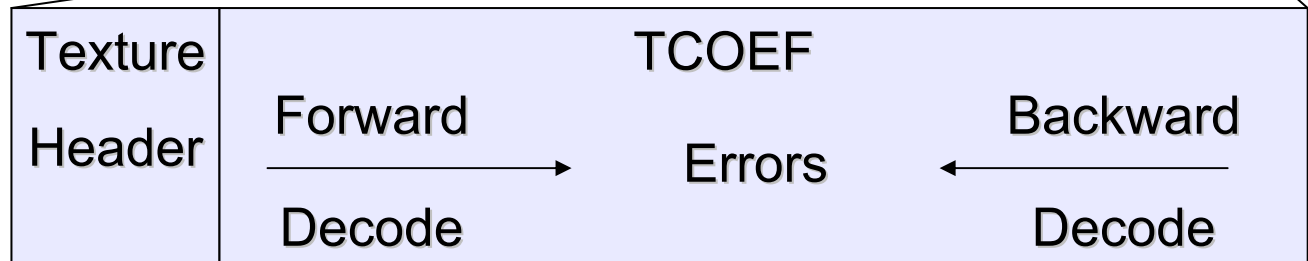 Texture
Header
TCOEF
Forward
Decode
Errors
Backward
Decode